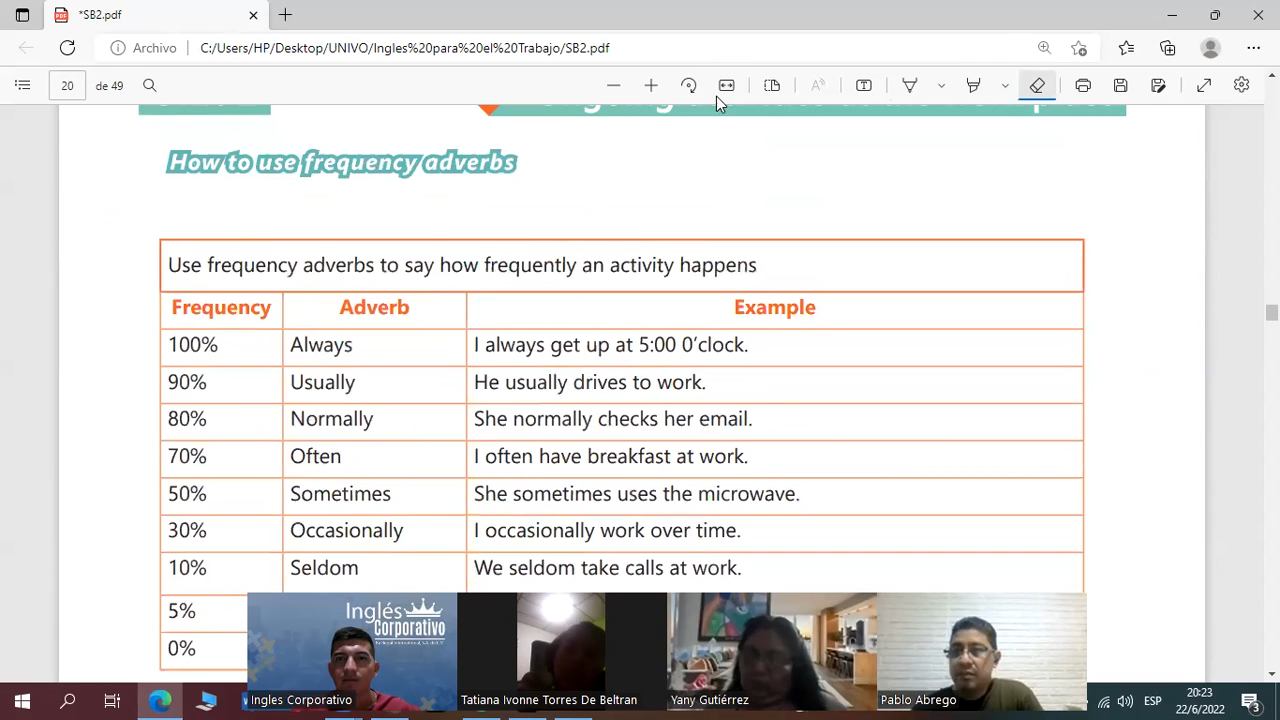 *SB2.pdf
Archivo
C:/Users/HP/Desktop/UNIVO/Ingles%20para%20el%20Trabajo/SB2.pdf
20
de 49
How to use frequency adverbs
Use frequency adverbs to say how frequently an activity happens
Frequency Adverb Example
100% Always I always get up at 5:00 0’clock.
90% Usually He usually drives to work.
80% Normally She normally checks her email.
70% Often I often have breakfast at work.
50% Sometimes She sometimes uses the microwave.
30% Occasionally I occasionally work over time.
10% Seldom We seldom take calls at work.
5%
0%
Inglés
Corporativo
Tatiana Ivonne Torres De Beltran
Yany Gutiérrez
Pablo Abrego
ESP
20:23
22/6/2022
3